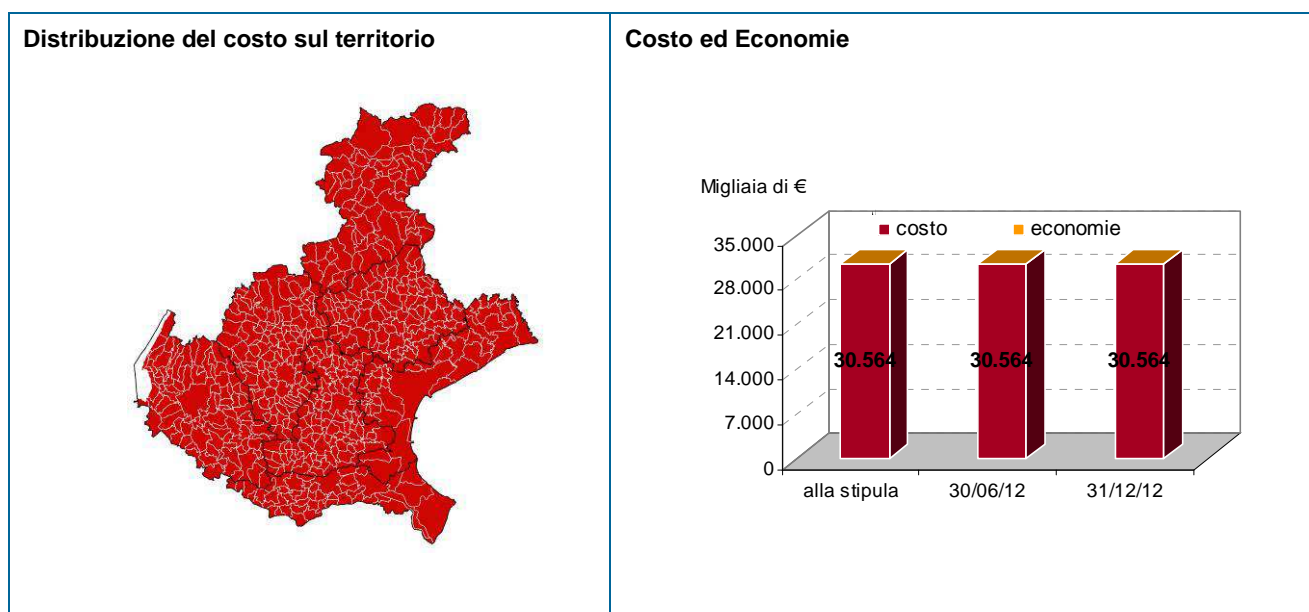 Distribuzione del costo sul territorio
Costo ed Economie
Migliaia di €
costo economie
35.000
28.000
21.000
14.000
7.000
0
30.564 30.564 30.564
alla stipula 30/06/12 31/12/12